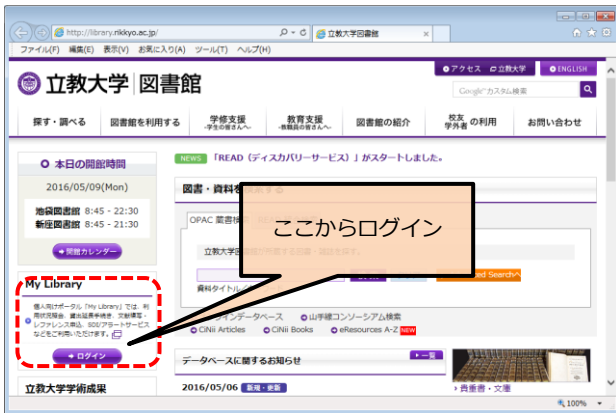 http://library.rikkyo.ac.jp/
立教大学図書館
ファイル(F) 編集(E) 表示(V) お気に入り(A) ツール(T) ヘルプ(H)
アクセス 立教大学 ENGLISH
立教大学 図書館
Google カスタム検索
探す・調べる 図書館を利用する 学修支援 -学生の皆さんへ- 教育支援 -教職員の皆さんへ- 図書館の紹介 校友 学外者 の利用 お問い合わせ
本日の開館時間
2016/05/09(Mon)
池袋図書館 8:45 - 22:30
新座図書館 8:45 - 21:30
開館カレンダー
NEWS 「READ（ディスカバリーサービス）」がスタートしました。
図書・資料を
する
OPAC 蔵書検
ここからログイン
立教大学図書館
資料タイトル
ed Search
My Library
個人向けポータル「My Library」では、利
用状況照会、貸出延長手続き、文献複写・
レファレンス申込、SDI/アラートサービス
などをご利用いただけます。
ログイン
データベース 山手線コンソーシアム検索
CiNii Articles CiNii Books eResources A-Z NEW
データベースに関するお知らせ 一覧
2016/05/06 新規・更新
貴重書・文庫
立教大学学術成果
100%